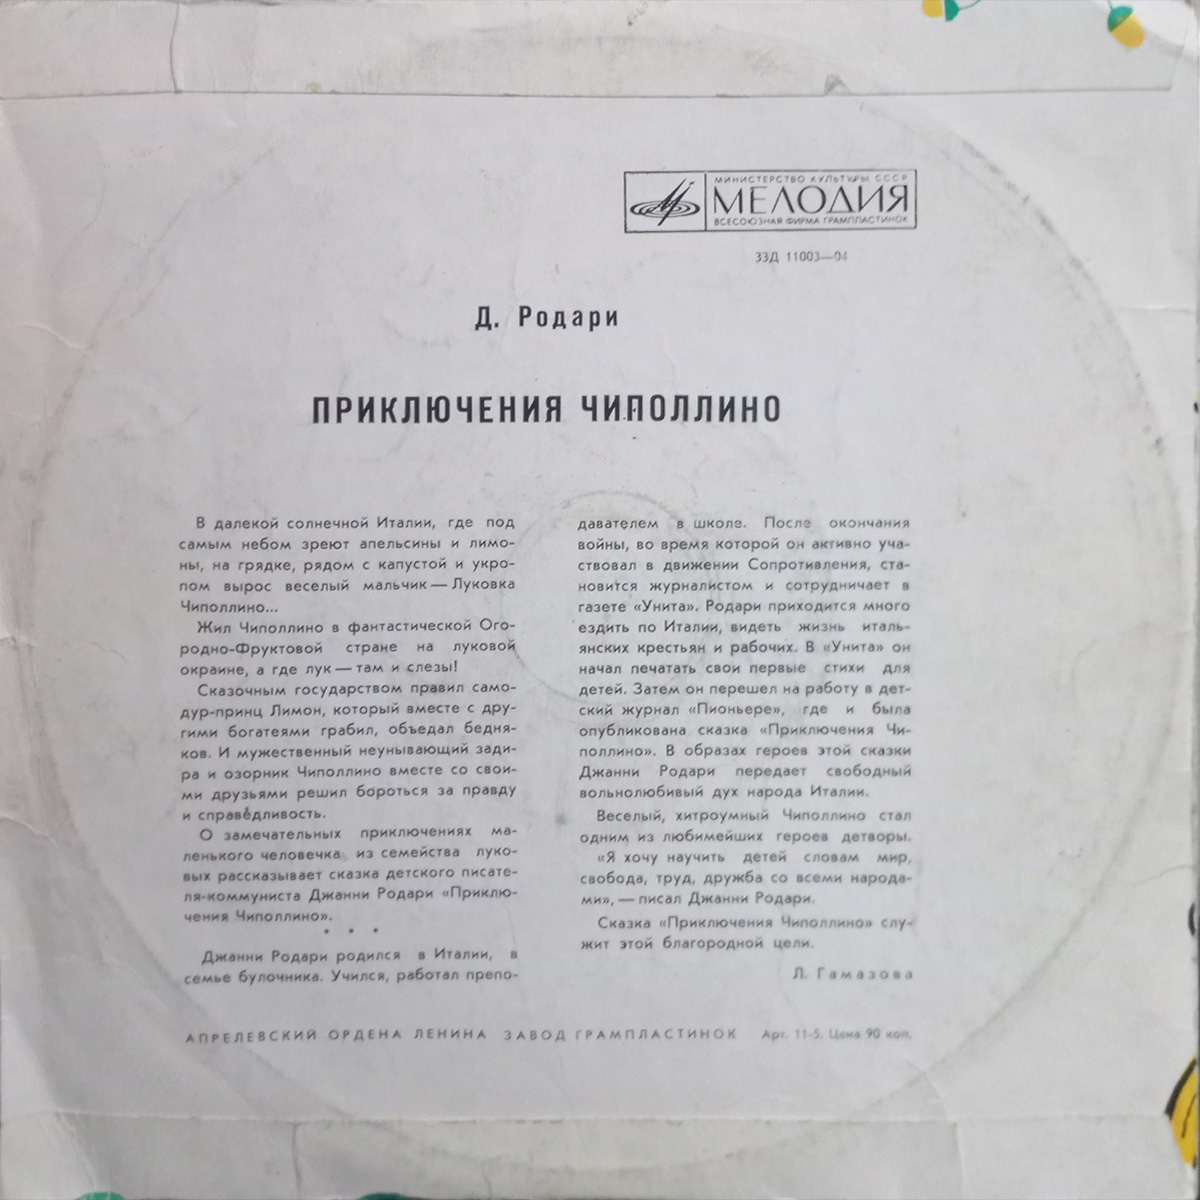 МИНИСТЕРСТВО КУЛЬТУРЫ СССР
МЕЛОДИЯ
ВСЕСОЮЗНАЯ ФИРМА ГРАМПЛАСТИНОК
33Д 11003—04
Д. Родари
ПРИКЛЮЧЕНИЯ ЧИПОЛЛИНО
В далекой солнечной Италии, где под
самым небом зреют апельсины и лимо-
ны, на грядке, рядом с капустой и укро-
пом вырос веселый мальчик — Луковка
Чиполлино...
Жил Чиполлино в фантастической Ого-
родно-Фруктовой стране на луковой
окраине, а где лук — там и слезы!
Сказочным государством правил само-
дур-принц Лимон, который вместе с дру-
гими богатеями грабил, объедал бедня-
ков. И мужественный неунывающий зади-
ра и озорник Чиполлино вместе со свои-
ми друзьями решил бороться за правду
и справедливость.
О замечательных приключениях ма-
ленького человечка из семейства луко-
вых рассказывает сказка детского писате-
ля-коммуниста Джанни Родари «Приклю-
чения Чиполлино».
* * *
Джанни Родари родился в Италии, в
семье булочника. Учился, работал препо-
давателем в школе. После окончания
войны, во время которой он активно уча-
ствовал в движении Сопротивления, ста-
новится журналистом и сотрудничает в
газете «Унита». Родари приходится много
ездить по Италии, видеть жизнь италь-
янских крестьян и рабочих. В «Унита» он
начал печатать свои первые стихи для
детей. Затем он перешел на работу в дет-
ский журнал «Пионьере», где и была
опубликована сказка «Приключения Чи-
поллино». В образах героев этой сказки
Джанни Родари передает свободный
вольнолюбивый дух народа Италии.
Веселый, хитроумный Чиполлино стал
одним из любимейших героев детворы.
«Я хочу научить детей словам мир,
свобода, труд, дружба со всеми народа-
ми», — писал Джанни Родари.
Сказка «Приключения Чиполлино» слу-
жит этой благородной цели.
Л. Гамазова
АПРЕЛЕВСКИЙ ОРДЕНА ЛЕНИНА ЗАВОД ГРАМПЛАСТИНОК Арт. 11-5. Цена 90 коп.